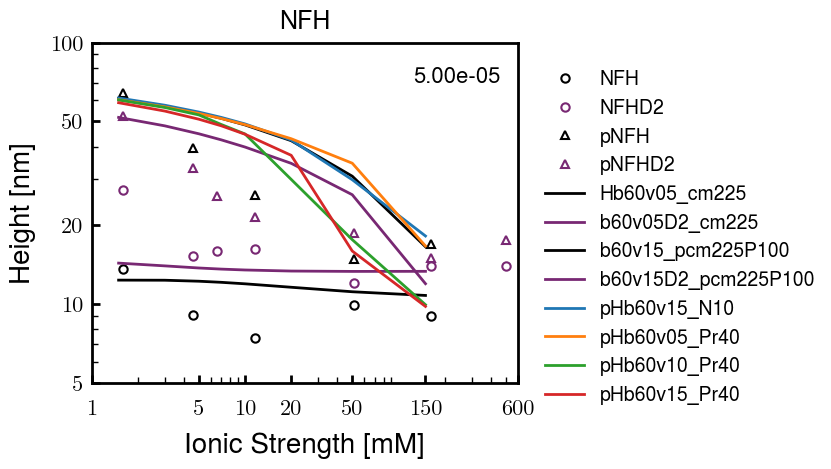 NFH
100
50
20
10
5
1
5
10
20
50
150
600
Height [nm]
Ionic Strength [mM]
5.00e-05
NFH
NFHD2
pNFH
pNFHD2
Hb60v05_cm225
b60v05D2_cm225
b60v15_pcm225P100
b60v15D2_pcm225P100
pHb60v15_N10
pHb60v05_Pr40
pHb60v10_Pr40
pHb60v15_Pr40